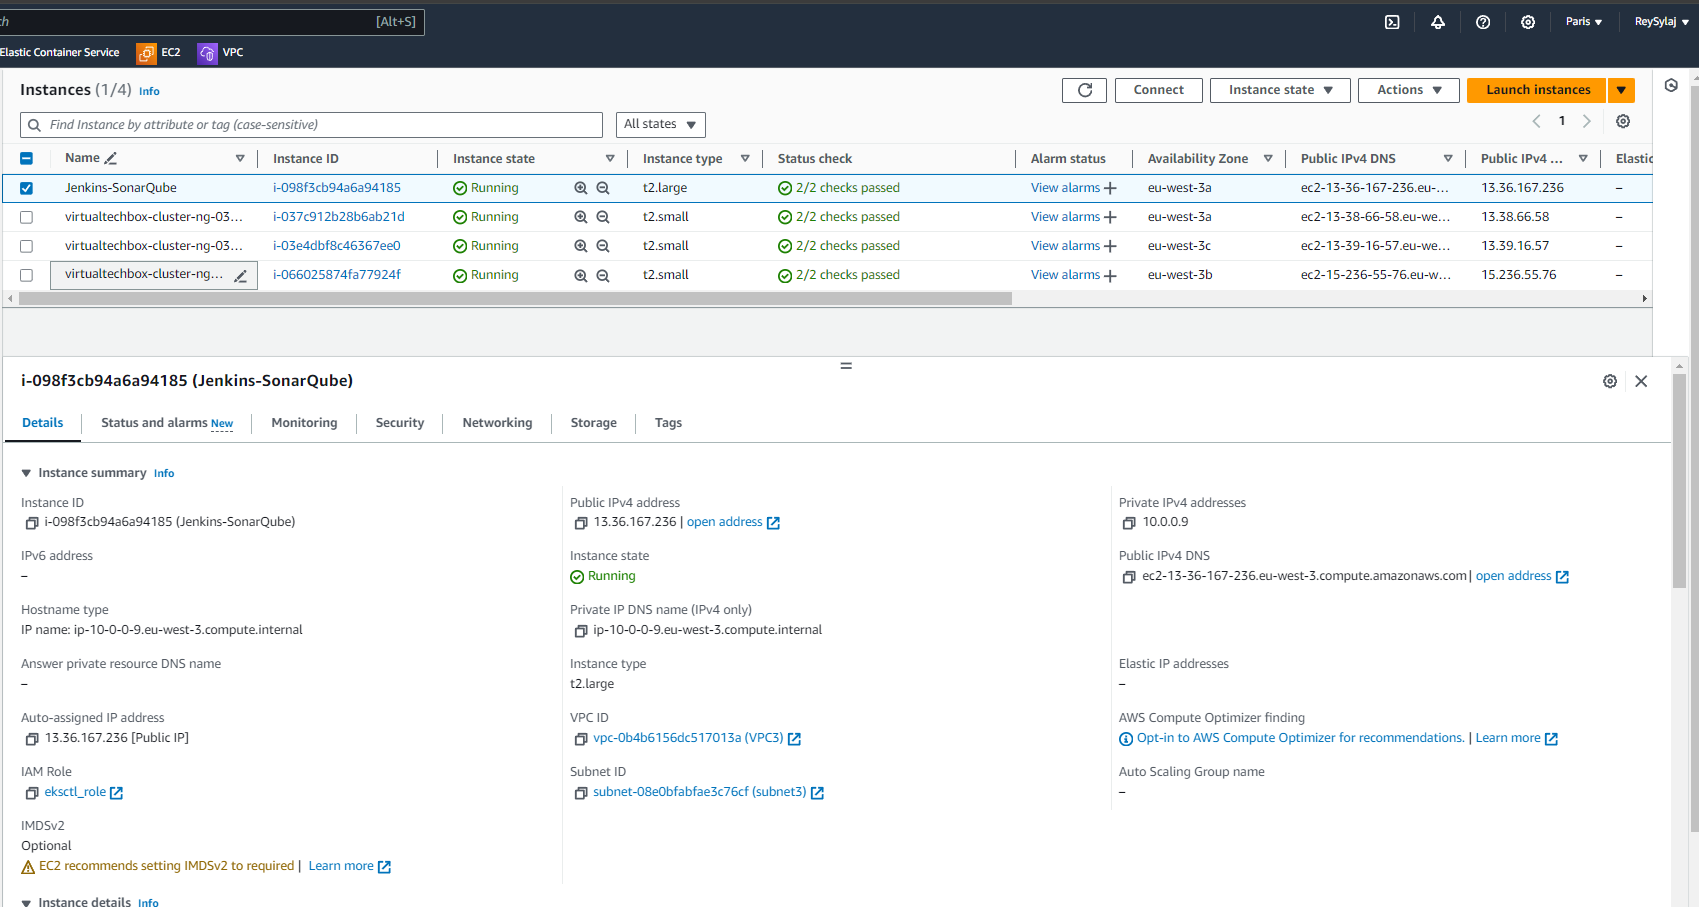 ch [Alt+S] Paris ▼ ReySylaj ▼
Elastic Container Service EC2 VPC
Instances (1/4) Info Connect Instance state ▼ Actions ▼ Launch instances ▼
Find Instance by attribute or tag (case-sensitive) All states ▼ 1
Name Instance ID Instance state Instance type Status check Alarm status Availability Zone Public IPv4 DNS Public IPv4 ... Elastic
Jenkins-SonarQube i-098f3cb94a6a94185 Running t2.large 2/2 checks passed View alarms + eu-west-3a ec2-13-36-167-236.eu-... 13.36.167.236 –
virtualtechbox-cluster-ng-03... i-037c912b28b6ab21d Running t2.small 2/2 checks passed View alarms + eu-west-3a ec2-13-38-66-58.eu-we... 13.38.66.58 –
virtualtechbox-cluster-ng-03... i-03e4dbf8c46367ee0 Running t2.small 2/2 checks passed View alarms + eu-west-3c ec2-13-39-16-57.eu-we... 13.39.16.57 –
virtualtechbox-cluster-ng... i-066025874fa77924f Running t2.small 2/2 checks passed View alarms + eu-west-3b ec2-15-236-55-76.eu-w... 15.236.55.76 –
i-098f3cb94a6a94185 (Jenkins-SonarQube)
Details Status and alarms New Monitoring Security Networking Storage Tags
▼ Instance summary Info
Instance ID Public IPv4 address Private IPv4 addresses
i-098f3cb94a6a94185 (Jenkins-SonarQube) 13.36.167.236 | open address 10.0.0.9
IPv6 address Instance state Public IPv4 DNS
– Running ec2-13-36-167-236.eu-west-3.compute.amazonaws.com | open address
Hostname type Private IP DNS name (IPv4 only)
IP name: ip-10-0-0-9.eu-west-3.compute.internal ip-10-0-0-9.eu-west-3.compute.internal
Answer private resource DNS name Instance type Elastic IP addresses
– t2.large –
Auto-assigned IP address VPC ID AWS Compute Optimizer finding
13.36.167.236 [Public IP] vpc-0b4b6156dc517013a (VPC3) Opt-in to AWS Compute Optimizer for recommendations. | Learn more
IAM Role Subnet ID Auto Scaling Group name
eksctl_role subnet-08e0bfabfae3c76cf (subnet3) –
IMDSv2
Optional
EC2 recommends setting IMDSv2 to required | Learn more
▼ Instance details Info